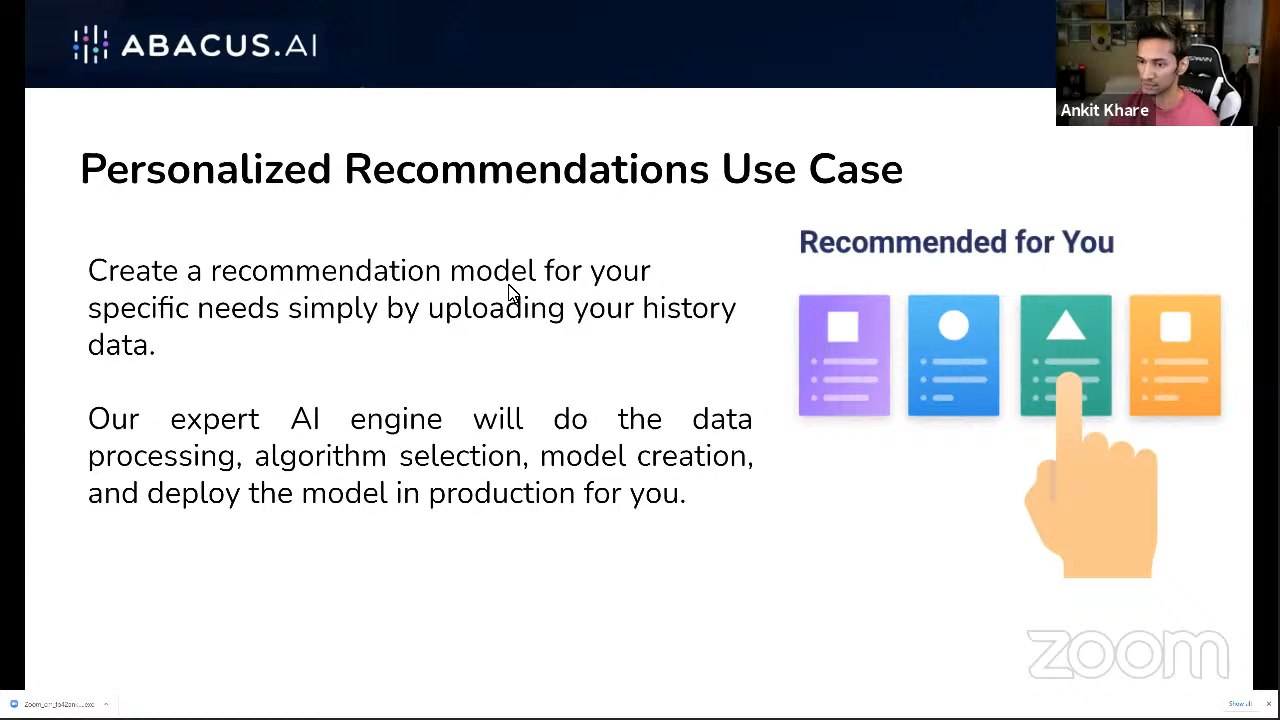 ABACUS.AI
Ankit Khare
Personalized Recommendations Use Case
Create a recommendation model for your
specific needs simply by uploading your history
data.
Our expert AI engine will do the data
processing, algorithm selection, model creation,
and deploy the model in production for you.
Recommended for You
zoom
Show all